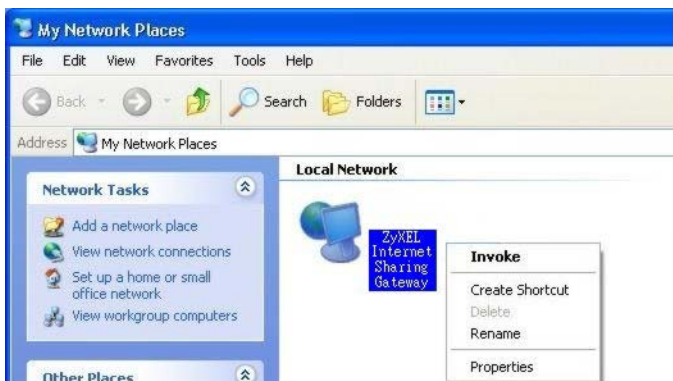 My Network Places
File Edit View Favorites Tools Help
Back Search Folders
Address My Network Places
Network Tasks
Add a network place
View network connections
Set up a home or small
office network
View workgroup computers
Other Places
Local Network
ZyXEL
Internet
Sharing
Gateway
Invoke
Create Shortcut
Delete
Rename
Properties